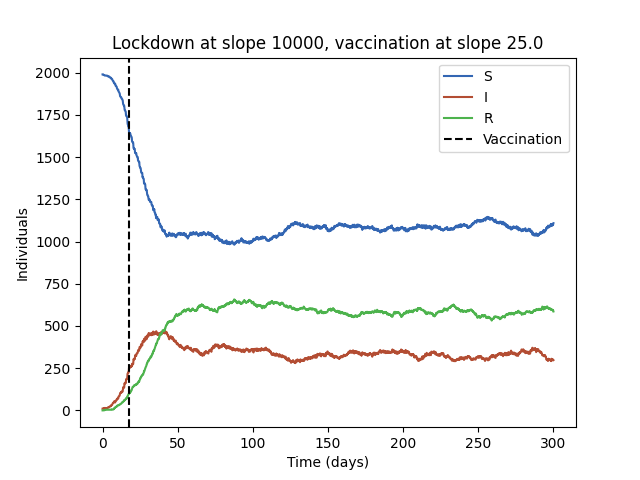 Lockdown at slope 10000, vaccination at slope 25.0
S
I
R
Vaccination
2000
1750
1500
1250
1000
750
500
250
0
Individuals
0 50 100 150 200 250 300
Time (days)